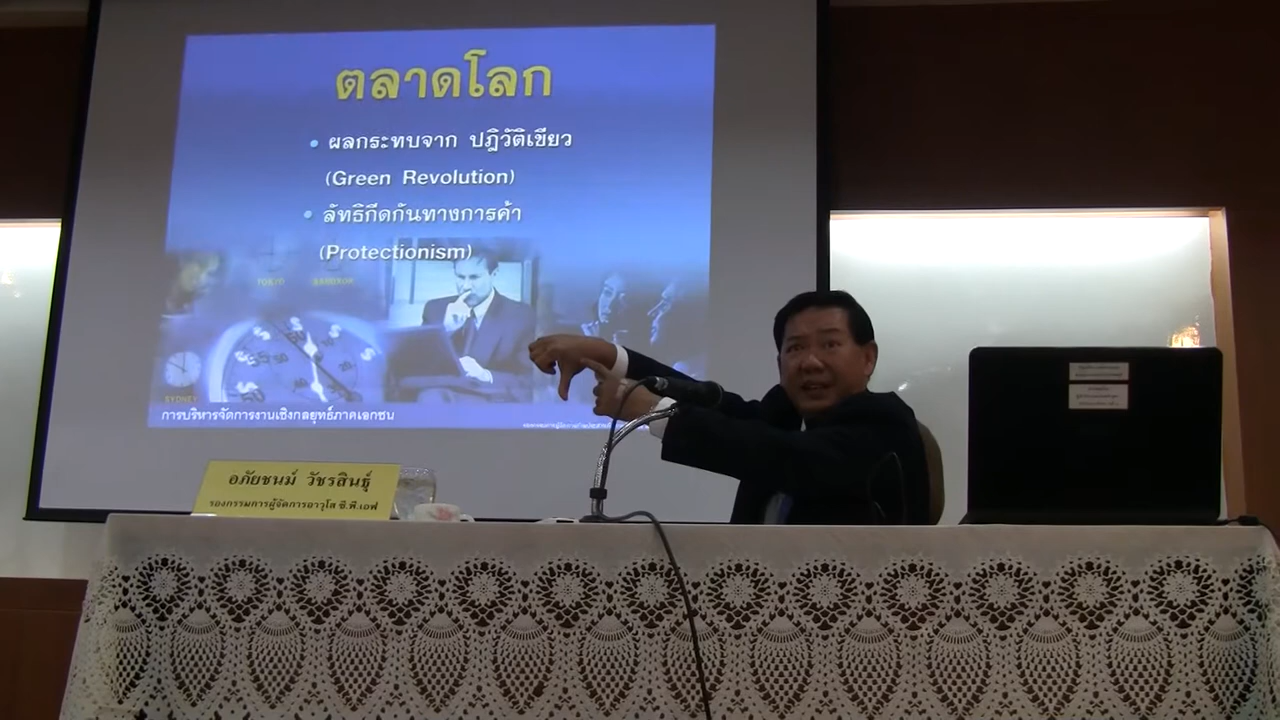 ตลาดโลก
• ผลกระทบจาก ปฎิวัติเขียว
(Green Revolution)
• ลัทธิกีดกันทางการค้า
(Protectionism)
TOKYO BANGKOK
SYDNEY
การบริหารจัดการงานเชิงกลยุทธ์ภาคเอกชน
อภัยชนม์ วัชรสินธุ์
รองกรรมการผู้จัดการอาวุโส ซี.พี.เอฟ